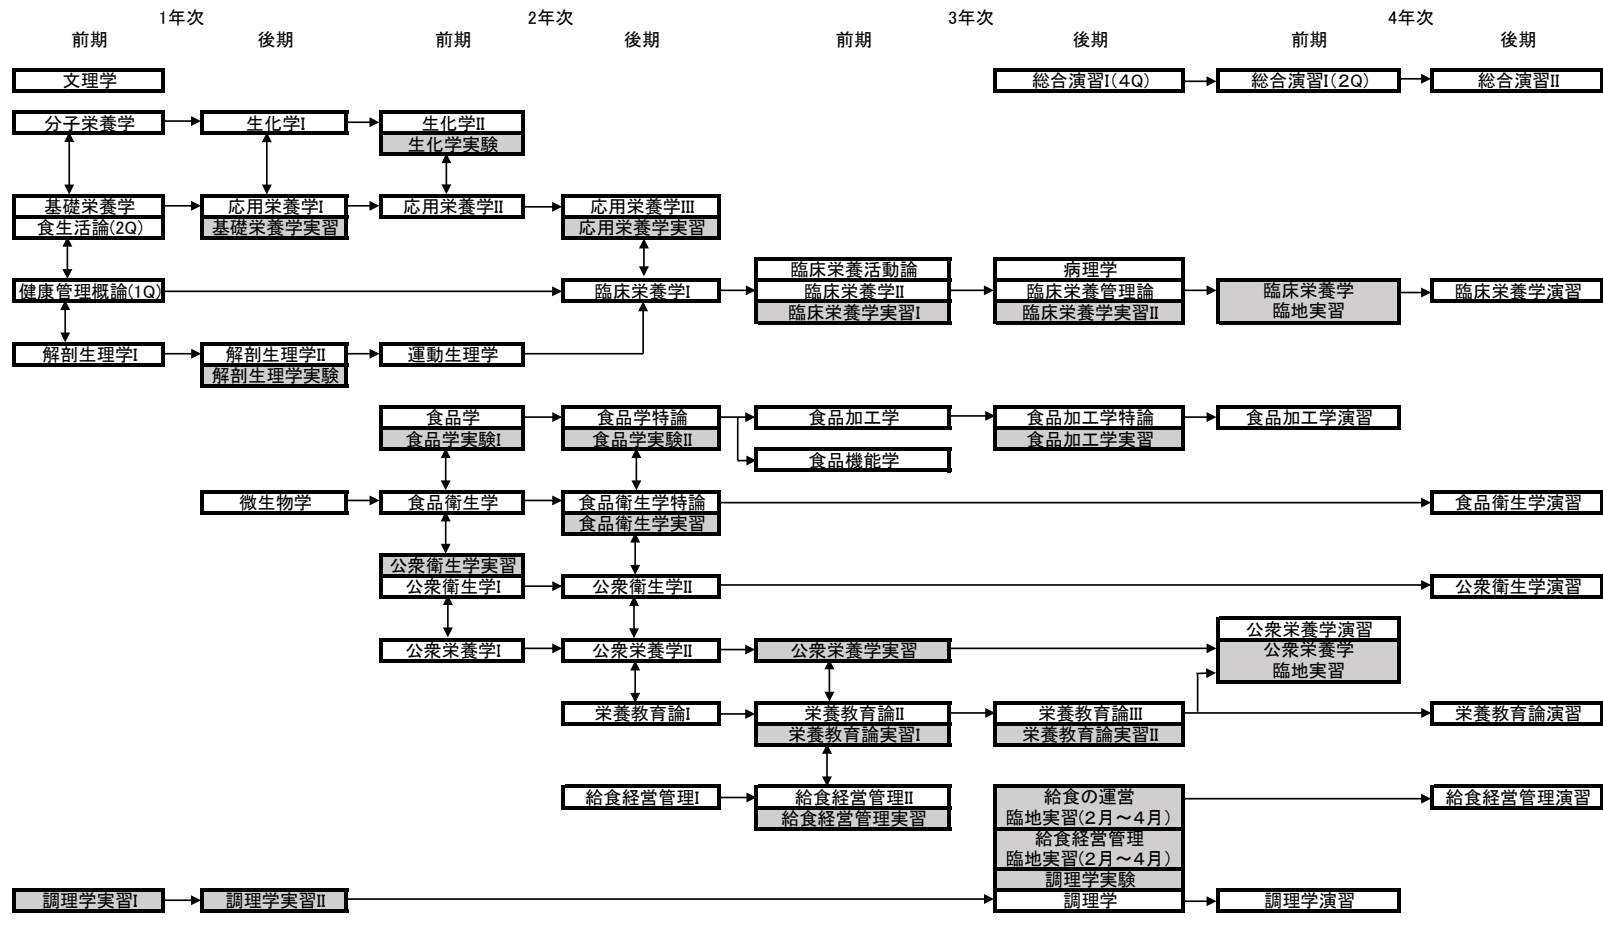 1年次 2年次 3年次 4年次
前期 後期 前期 後期 前期 後期 前期 後期
文理学 総合演習I(4Q) 総合演習I(2Q) 総合演習II
分子栄養学 生化学I 生化学II
生化学実験
基礎栄養学 応用栄養学I 応用栄養学II 応用栄養学III
食生活論(2Q) 基礎栄養学実習 応用栄養学実習
臨床栄養活動論 病理学
健康管理概論(1Q) 臨床栄養学I 臨床栄養学II 臨床栄養管理論 臨床栄養学 臨床栄養学演習
臨床栄養学実習I 臨床栄養学実習II 臨地実習
解剖生理学I 解剖生理学II 運動生理学
解剖生理学実験
食品学 食品学特論 食品加工学 食品加工学特論 食品加工学演習
食品学実験I 食品学実験II 食品加工学実習
食品機能学
微生物学 食品衛生学 食品衛生学特論 食品衛生学演習
食品衛生学実習
公衆衛生学実習
公衆衛生学I 公衆衛生学II 公衆衛生学演習
公衆栄養学演習
公衆栄養学I 公衆栄養学II 公衆栄養学実習 公衆栄養学
臨地実習
栄養教育論I 栄養教育論II 栄養教育論III 栄養教育論演習
栄養教育論実習I 栄養教育論実習II
給食経営管理I 給食経営管理II 給食の運営 給食経営管理演習
給食経営管理実習 臨地実習(2月～4月)
給食経営管理
臨地実習(2月～4月)
調理学実験
調理学実習I 調理学実習II 調理学 調理学演習